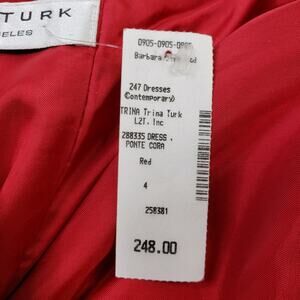 TURK
ELES
0905-0905-0905
Barbara
247 Dresses
(Contemporary)
TRINA Trina Turk
L2T. Inc
288335 DRESS .
PONTE CORA
Red
4
258381
248.00